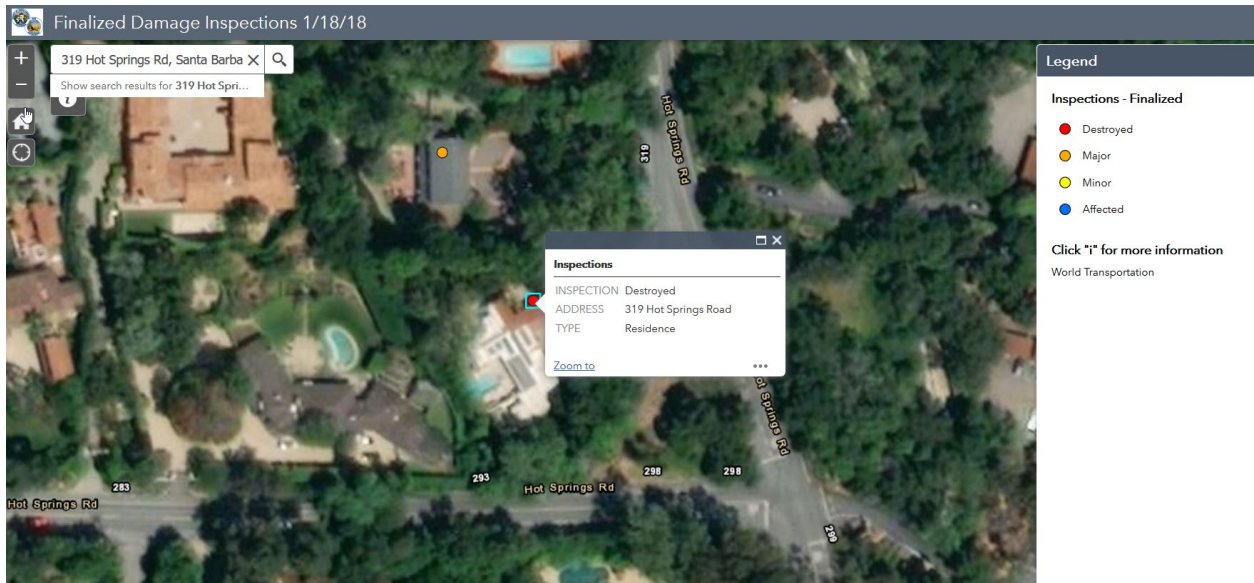 Finalized Damage Inspections 1/18/18
+
319 Hot Springs Rd, Santa Barba
Show search results for 319 Hot Spri...
−
i
Hot Springs Rd
319
Inspections
INSPECTION Destroyed
ADDRESS 319 Hot Springs Road
TYPE Residence
Zoom to
Hot Springs Rd
298
298
293
283
Hot Springs Rd
Hot Springs Rd
299
Legend
Inspections - Finalized
Destroyed
Major
Minor
Affected
Click "i" for more information
World Transportation